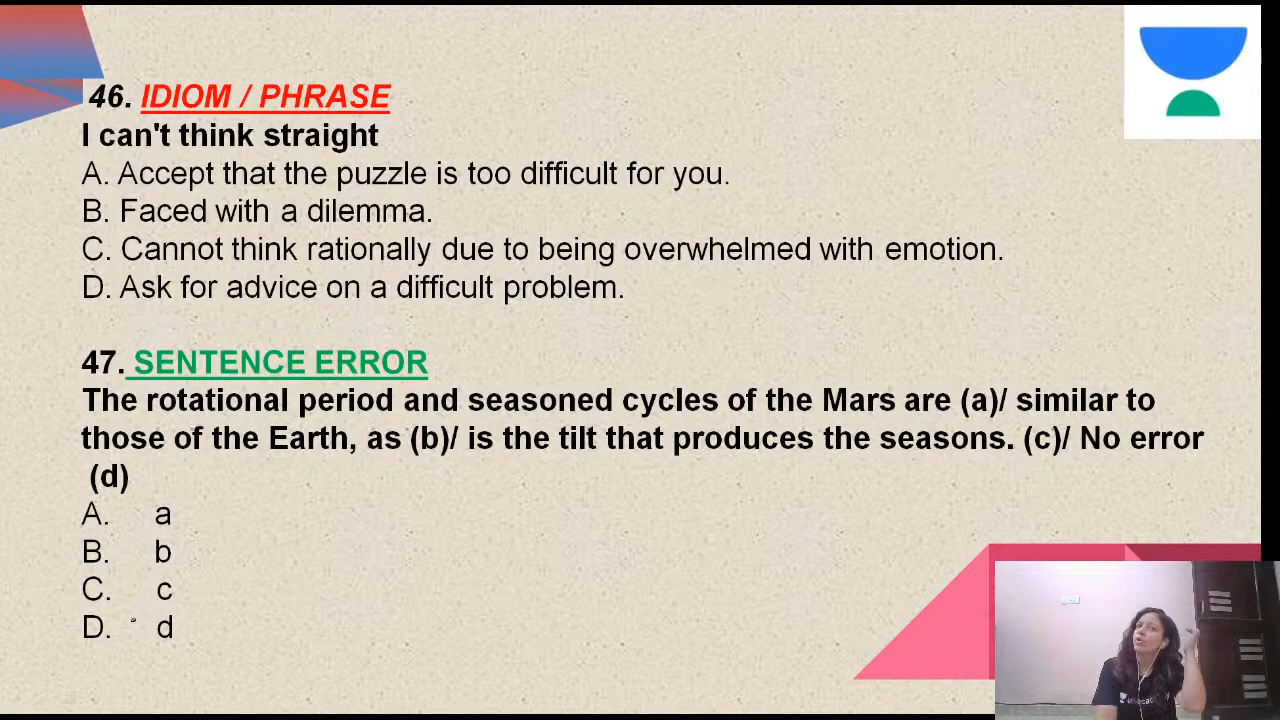 46. IDIOM / PHRASE
I can't think straight
A. Accept that the puzzle is too difficult for you.
B. Faced with a dilemma.
C. Cannot think rationally due to being overwhelmed with emotion.
D. Ask for advice on a difficult problem.
47. SENTENCE ERROR
The rotational period and seasoned cycles of the Mars are (a)/ similar to
those of the Earth, as (b)/ is the tilt that produces the seasons. (c)/ No error
(d)
A. a
B. b
C. c
D. d